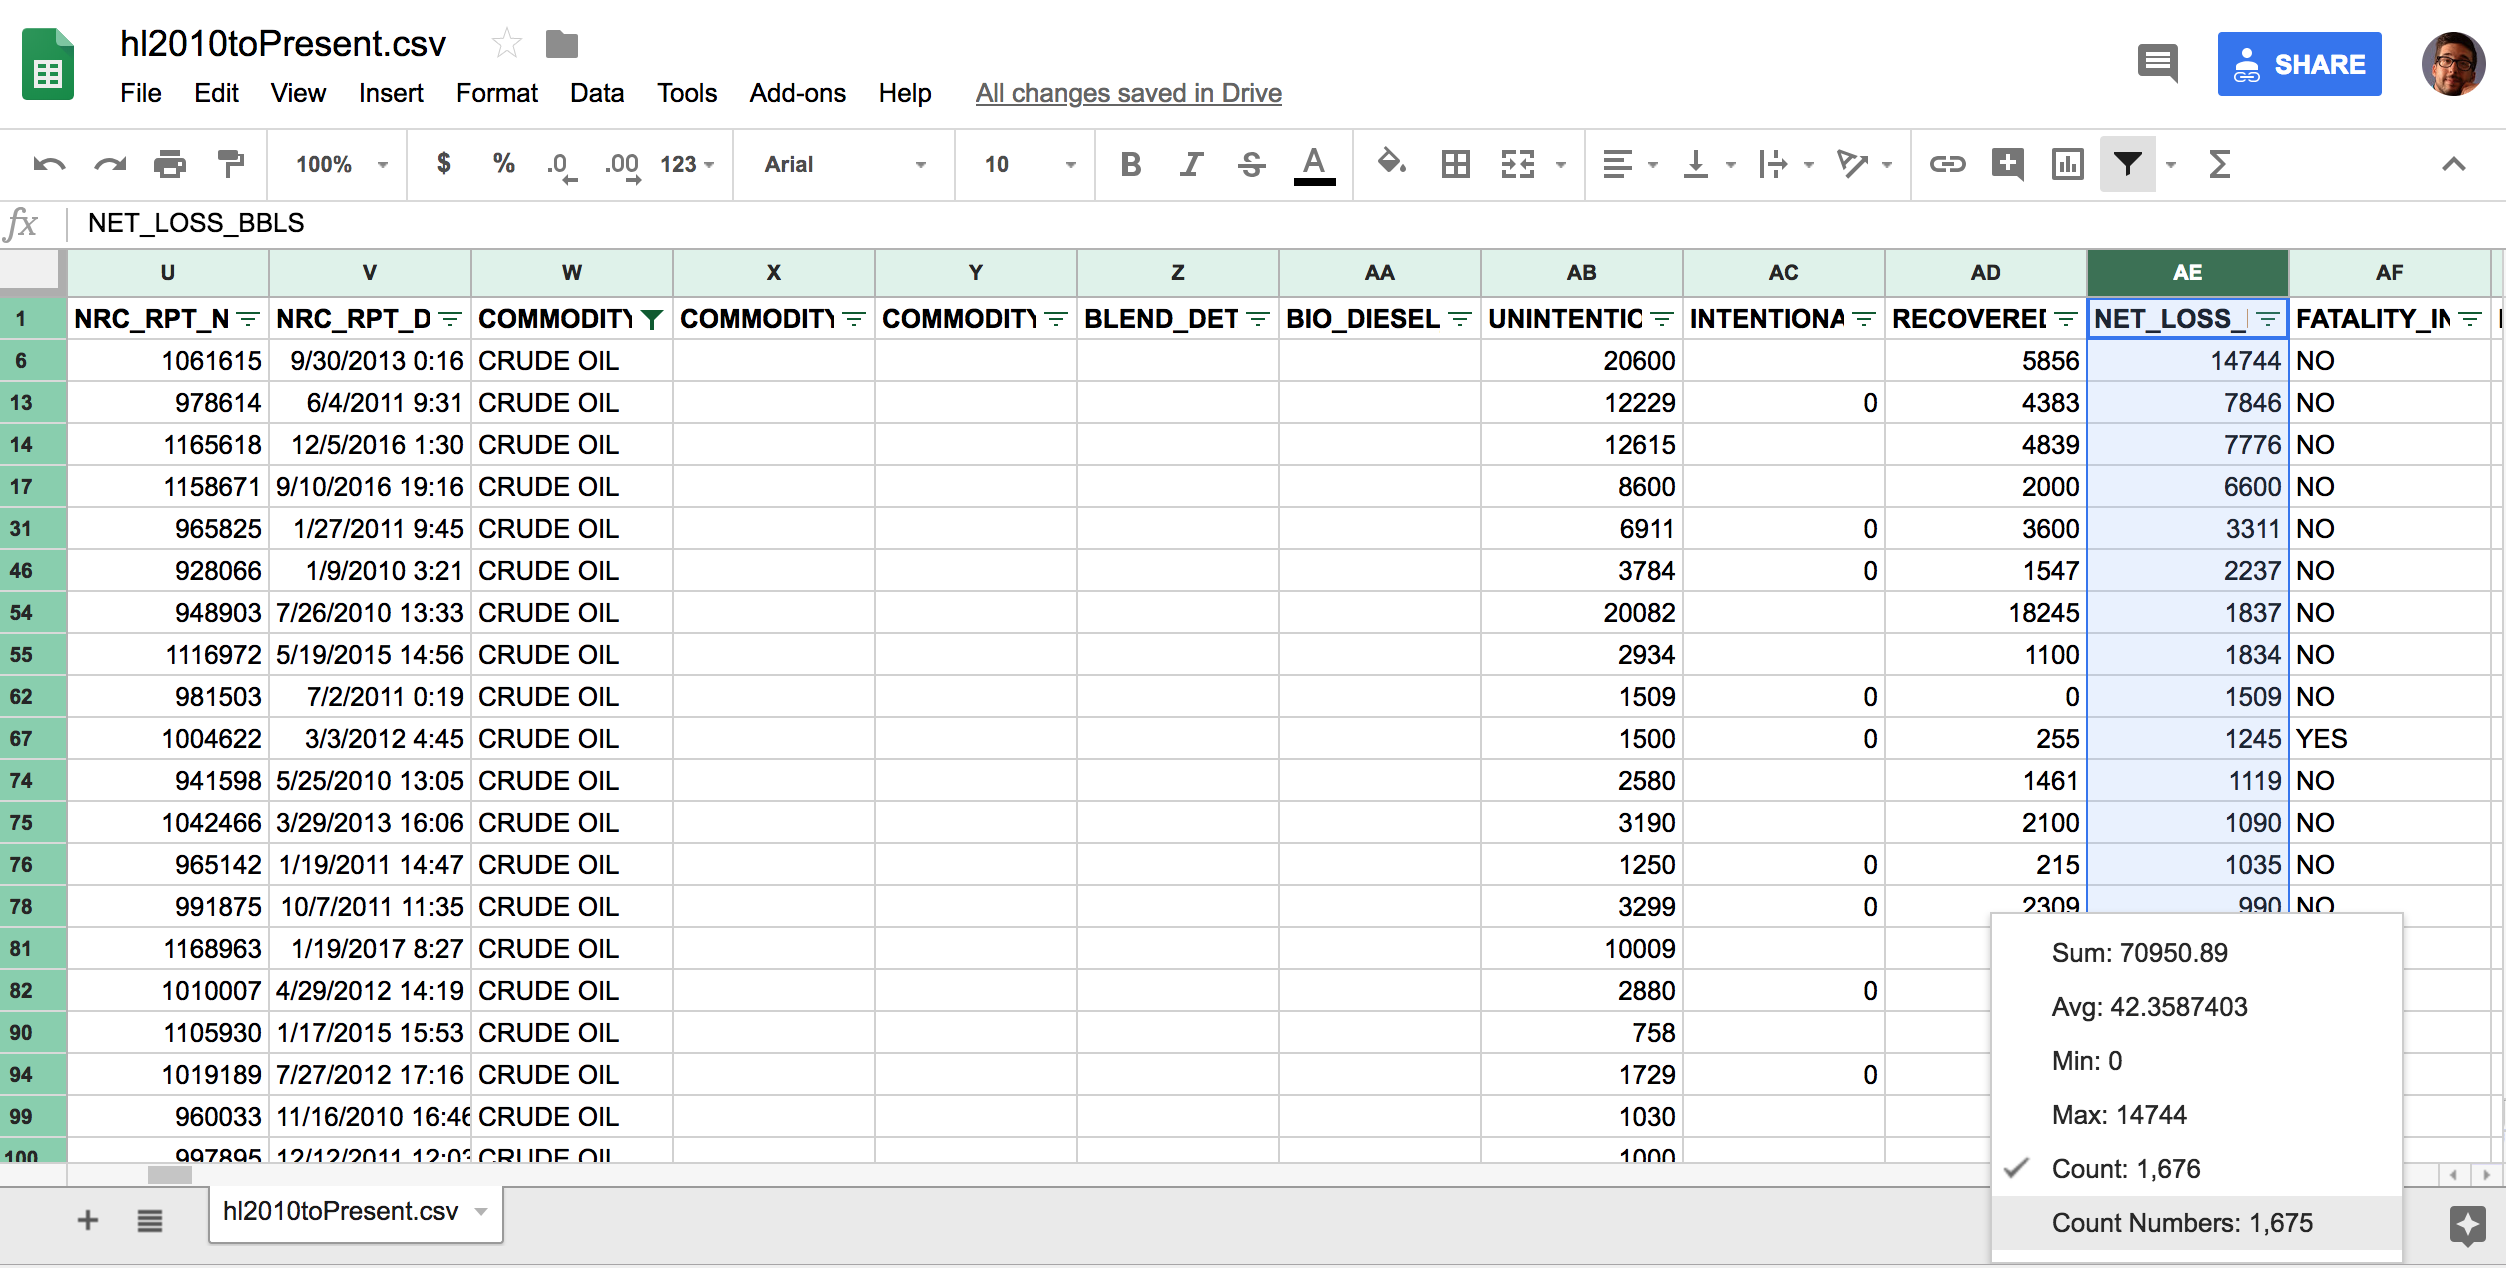 hl2010toPresent.csv
File Edit View Insert Format Data Tools Add-ons Help All changes saved in Drive
SHARE
100% $ % .0 .00 123 Arial 10 B I S A Σ
fx NET_LOSS_BBLS
U V W X Y Z AA AB AC AD AE AF
1 NRC_RPT_N NRC_RPT_D COMMODITY COMMODITY COMMODITY BLEND_DET BIO_DIESEL UNINTENTIO INTENTIONA RECOVERED NET_LOSS_ FATALITY_IN
6 1061615 9/30/2013 0:16 CRUDE OIL 20600 5856 14744 NO
13 978614 6/4/2011 9:31 CRUDE OIL 12229 0 4383 7846 NO
14 1165618 12/5/2016 1:30 CRUDE OIL 12615 4839 7776 NO
17 1158671 9/10/2016 19:16 CRUDE OIL 8600 2000 6600 NO
31 965825 1/27/2011 9:45 CRUDE OIL 6911 0 3600 3311 NO
46 928066 1/9/2010 3:21 CRUDE OIL 3784 0 1547 2237 NO
54 948903 7/26/2010 13:33 CRUDE OIL 20082 18245 1837 NO
55 1116972 5/19/2015 14:56 CRUDE OIL 2934 1100 1834 NO
62 981503 7/2/2011 0:19 CRUDE OIL 1509 0 0 1509 NO
67 1004622 3/3/2012 4:45 CRUDE OIL 1500 0 255 1245 YES
74 941598 5/25/2010 13:05 CRUDE OIL 2580 1461 1119 NO
75 1042466 3/29/2013 16:06 CRUDE OIL 3190 2100 1090 NO
76 965142 1/19/2011 14:47 CRUDE OIL 1250 0 215 1035 NO
78 991875 10/7/2011 11:35 CRUDE OIL 3299 0 2309 990 NO
81 1168963 1/19/2017 8:27 CRUDE OIL 10009
82 1010007 4/29/2012 14:19 CRUDE OIL 2880 0
90 1105930 1/17/2015 15:53 CRUDE OIL 758
94 1019189 7/27/2012 17:16 CRUDE OIL 1729 0
99 960033 11/16/2010 16:46 CRUDE OIL 1030
100 997895 12/12/2011 12:03 CRUDE OIL 1000
Sum: 70950.89
Avg: 42.3587403
Min: 0
Max: 14744
Count: 1,676
Count Numbers: 1,675
hl2010toPresent.csv